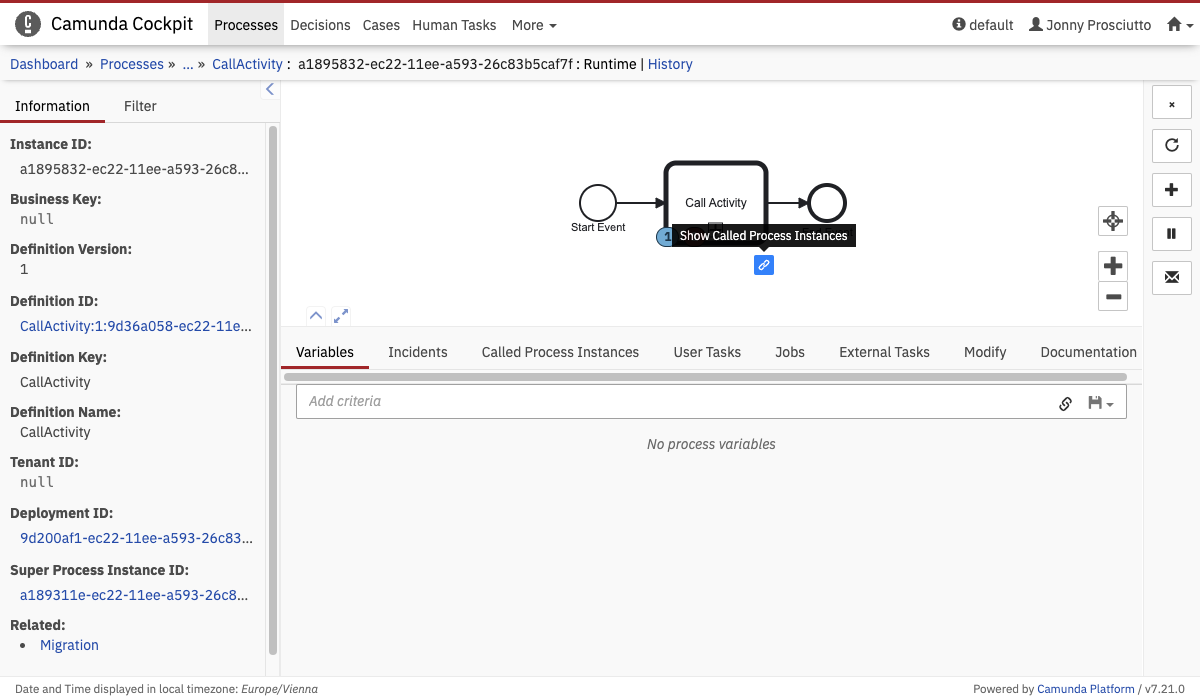 Camunda Cockpit Processes Decisions Cases Human Tasks More default Jonny Prosciutto
Dashboard » Processes » ... » CallActivity : a1895832-ec22-11ee-a593-26c83b5caf7f : Runtime | History
Information Filter
Instance ID:
a1895832-ec22-11ee-a593-26c8...
Business Key:
null
Definition Version:
1
Definition ID:
CallActivity:1:9d36a058-ec22-11e...
Definition Key:
CallActivity
Definition Name:
CallActivity
Tenant ID:
null
Deployment ID:
9d200af1-ec22-11ee-a593-26c83...
Super Process Instance ID:
a189311e-ec22-11ee-a593-26c8...
Related:
Migration
Call Activity
Start Event
1
Show Called Process Instances
Variables Incidents Called Process Instances User Tasks Jobs External Tasks Modify Documentation
Add criteria
No process variables
Date and Time displayed in local timezone: Europe/Vienna
Powered by Camunda Platform / v7.21.0